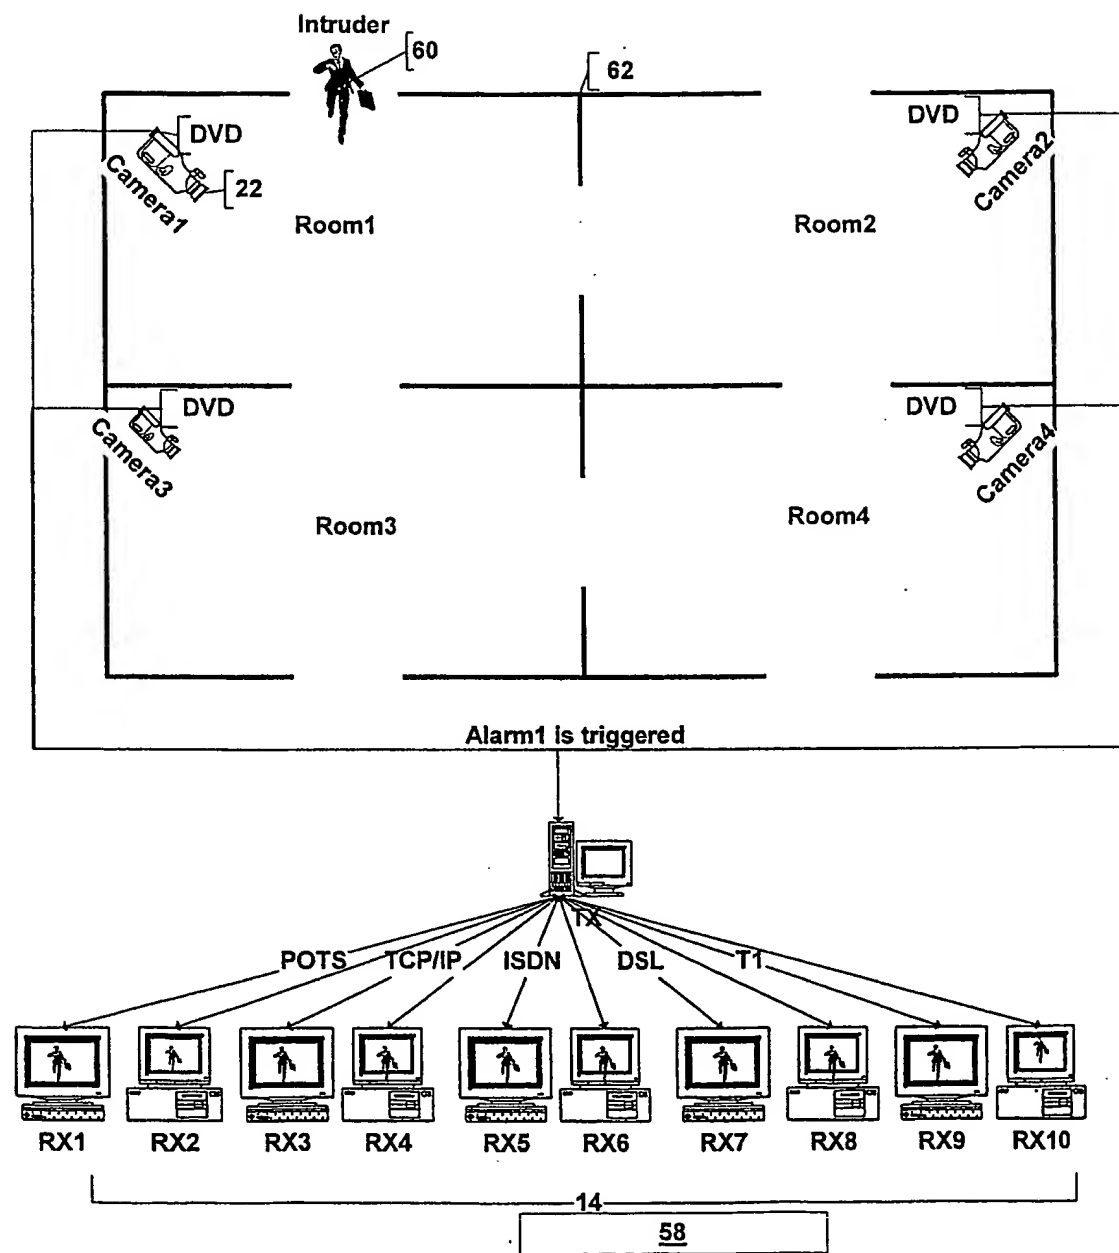 Intruder
60
62
DVD
Camera1
22
Room1
DVD
Camera2
Room2
DVD
Camera3
Room3
DVD
Camera4
Room4
Alarm1 is triggered
TX
POTS TCP/IP ISDN DSL T1
RX1 RX2 RX3 RX4 RX5 RX6 RX7 RX8 RX9 RX10
14
58